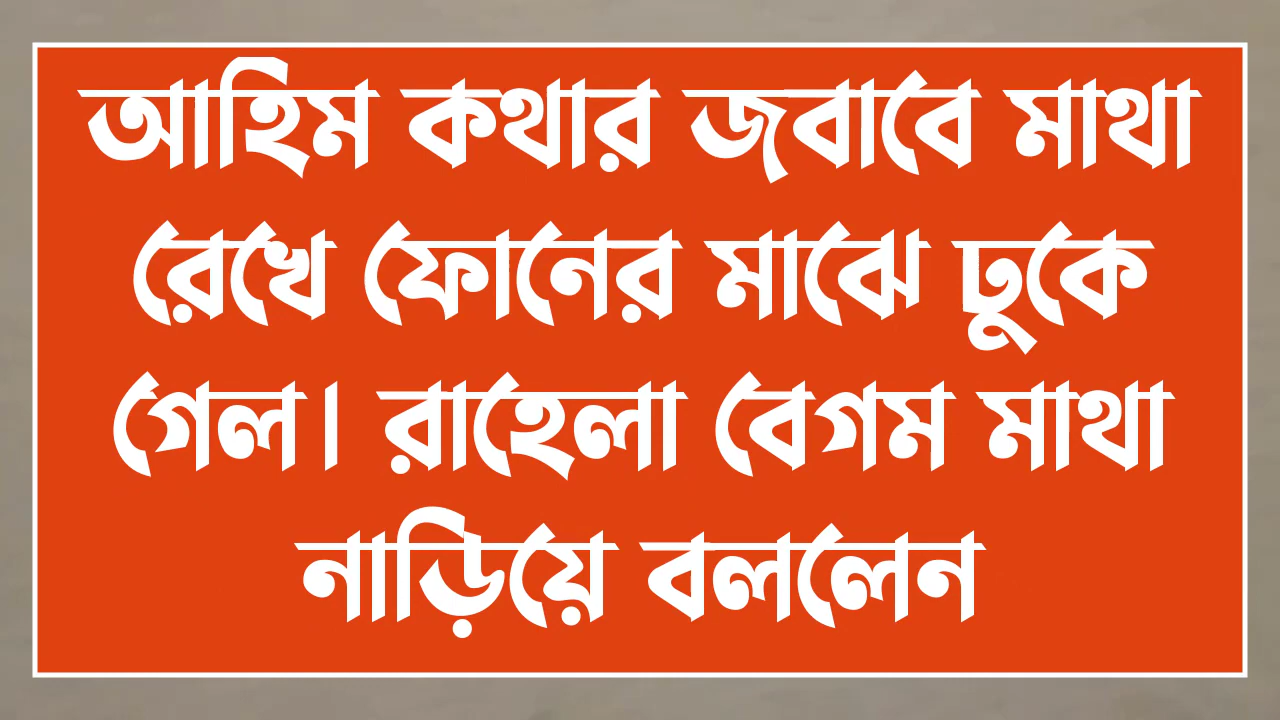 আহিম কথার জবাবে মাথা
রেখে ফোনের মাঝে ঢুকে
গেল। রাহেলা বেগম মাথা
নাড়িয়ে বললেন